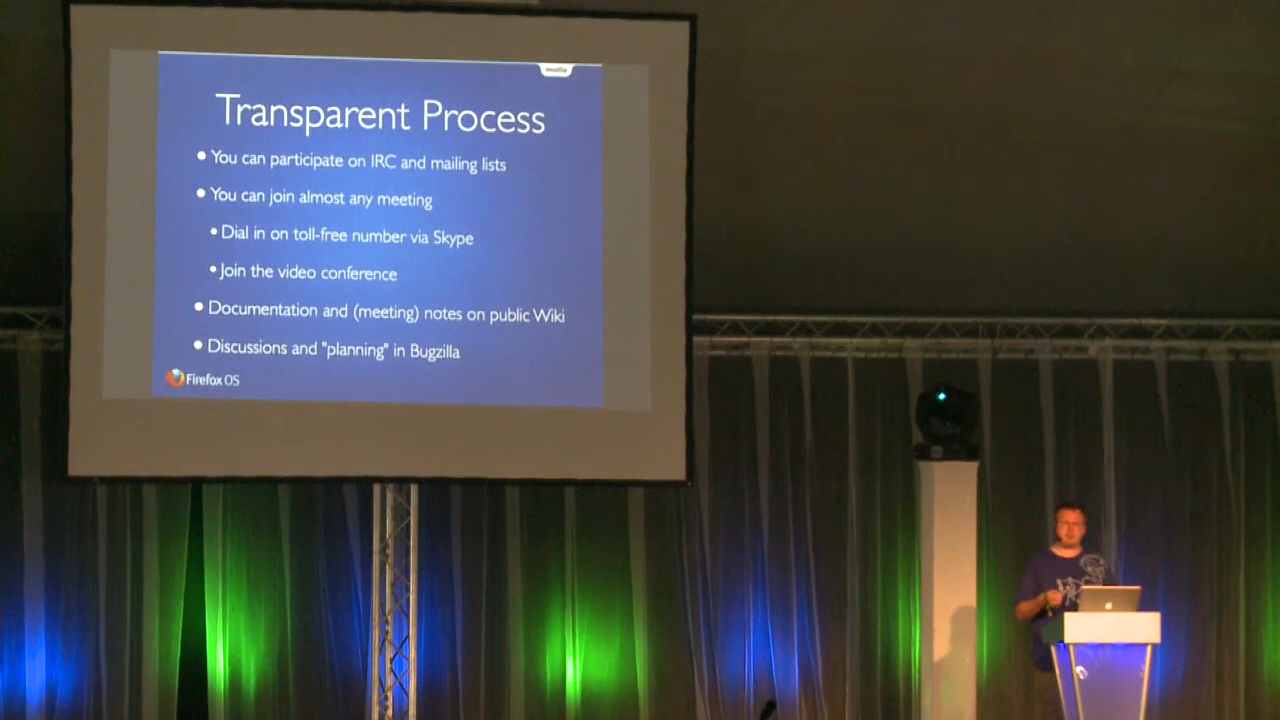 mozilla
Transparent Process
You can participate on IRC and mailing lists
You can join almost any meeting
Dial in on toll-free number via Skype
Join the video conference
Documentation and (meeting) notes on public Wiki
Discussions and "planning" in Bugzilla
Firefox OS